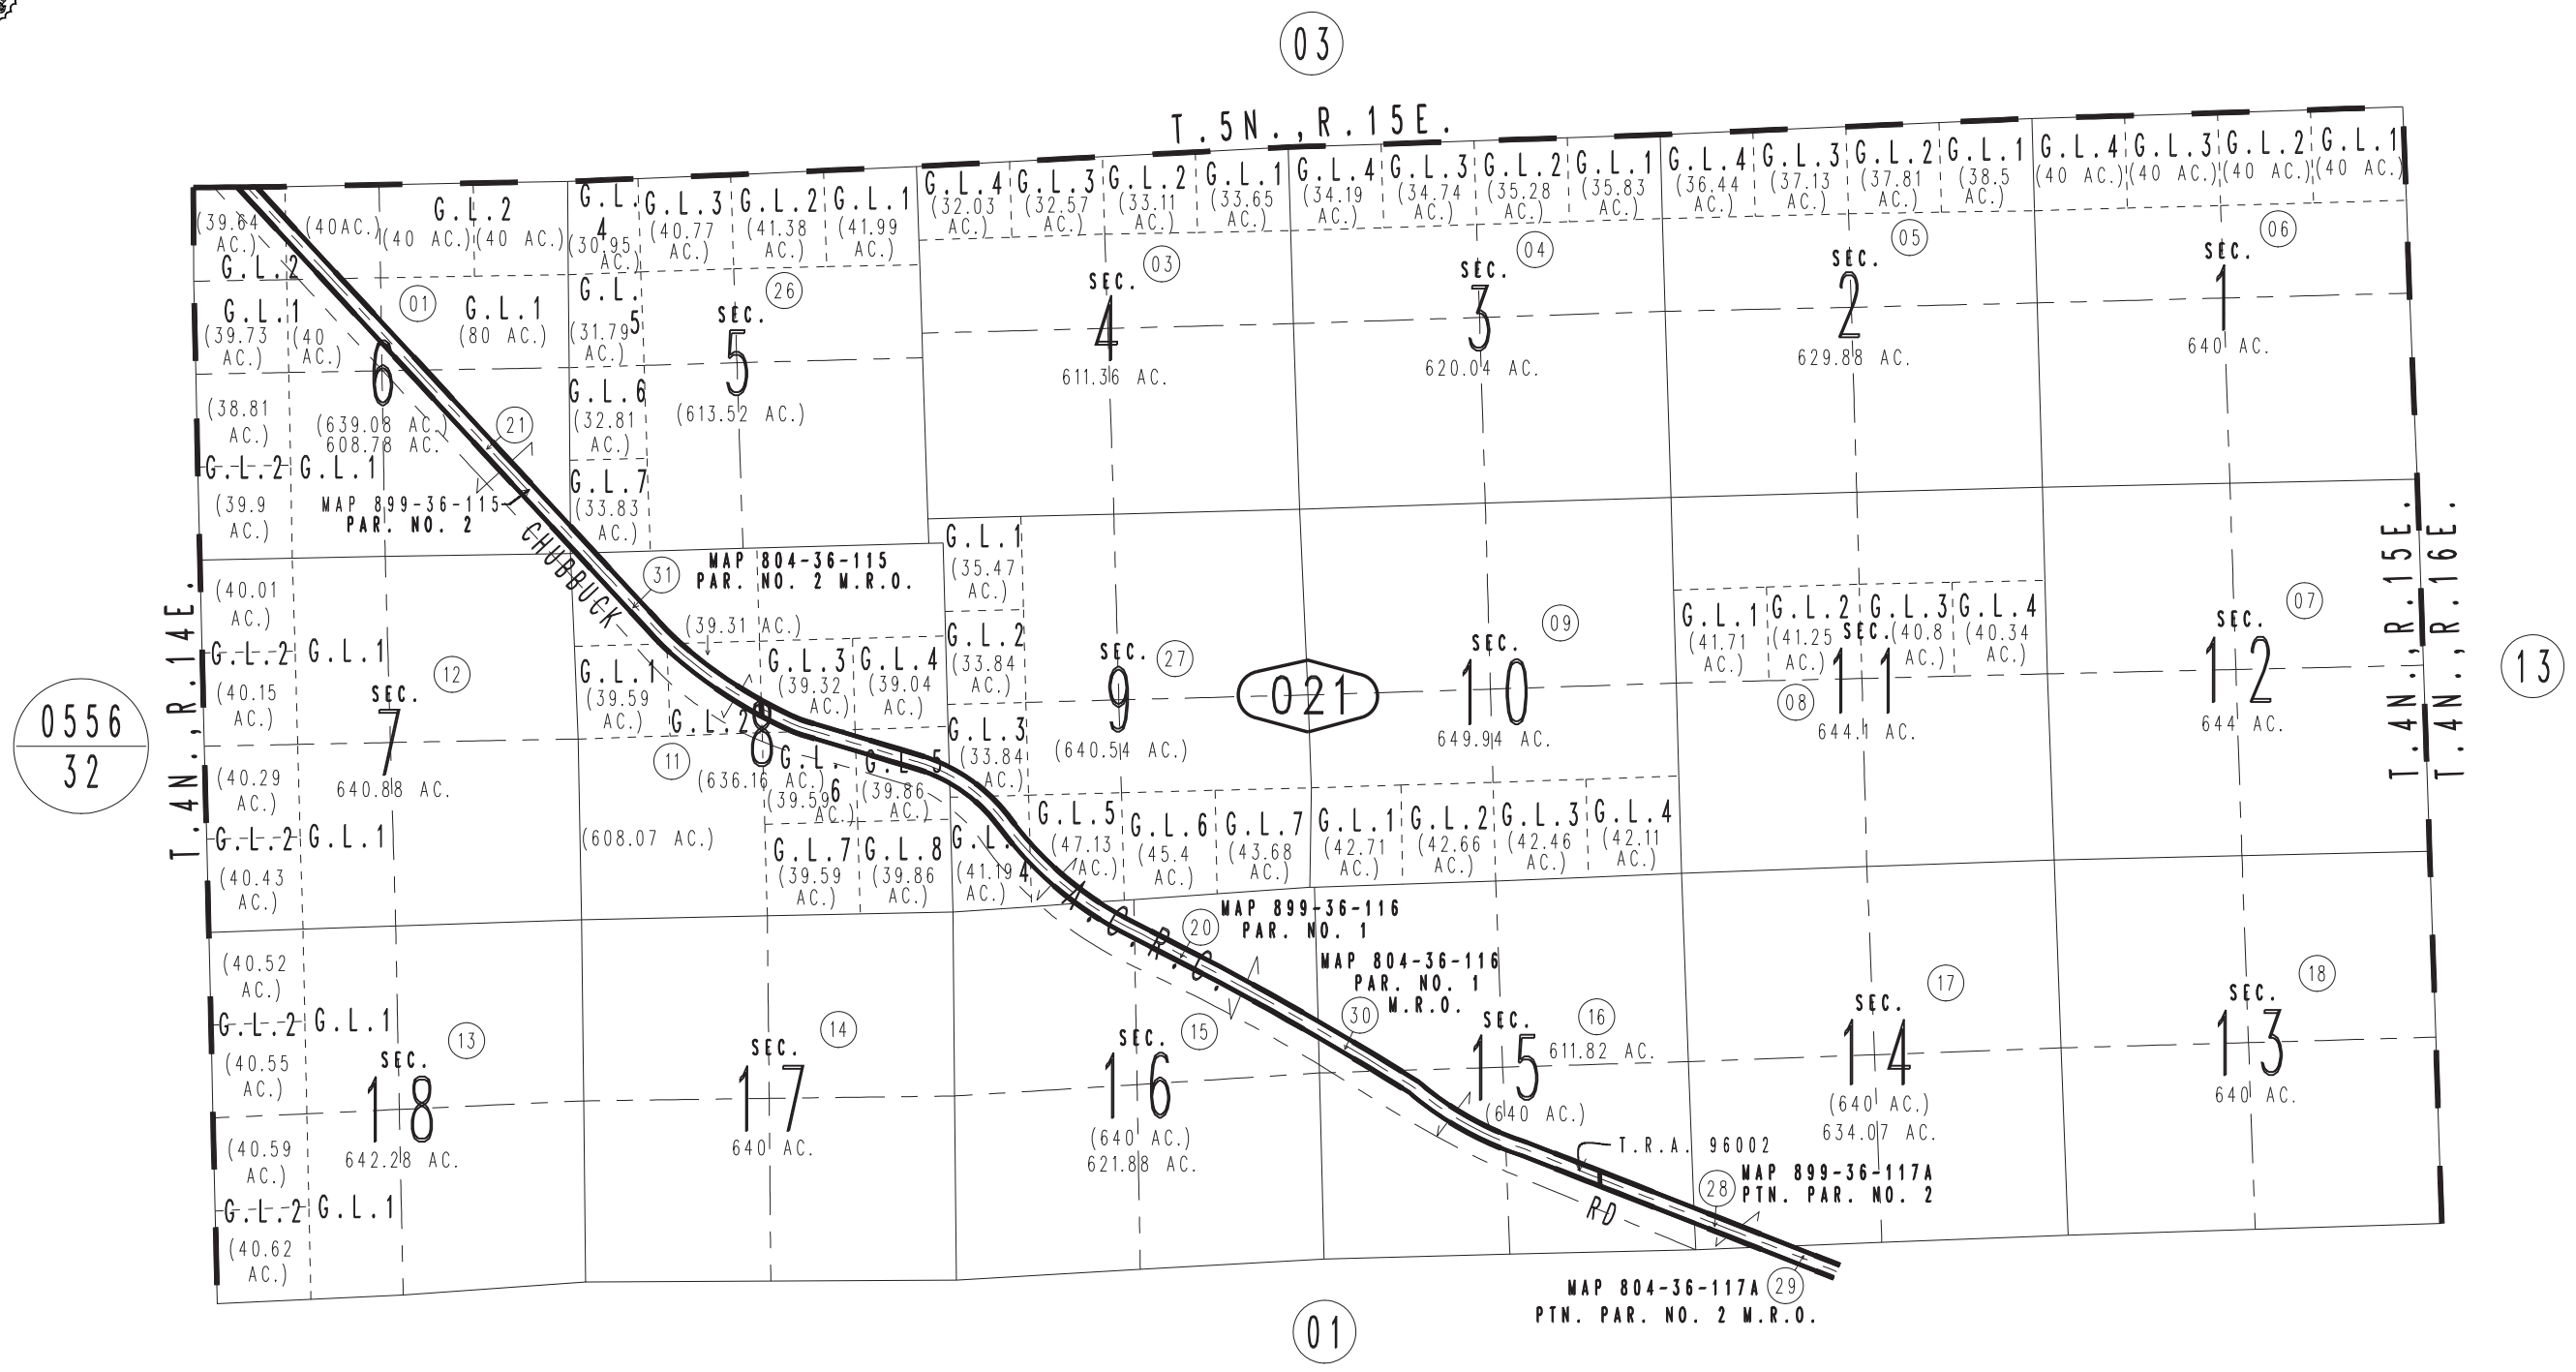 03
T.5N.,R.15E.
G.L.2
(39.64
AC.)
G.L.2
(40AC.)
(40 AC.)
(40 AC.)
G.L.1
(39.73
AC.)
(40
AC.)
01
G.L.1
(80 AC.)
6
(38.81
AC.)
(639.08 AC.)
608.78 AC.
21
G.L.2
G.L.1
(39.9
AC.)
MAP 899-36-115
PAR. NO. 2
CHUBBUCK
G.L.
4
(30.95
AC.)
G.L.3
(40.77
AC.)
G.L.2
(41.38
AC.)
G.L.1
(41.99
AC.)
G.L.
5
(31.79
AC.)
26
SEC.
5
(613.52 AC.)
G.L.6
(32.81
AC.)
G.L.7
(33.83
AC.)
G.L.4
(32.03
AC.)
G.L.3
(32.57
AC.)
G.L.2
(33.11
AC.)
G.L.1
(33.65
AC.)
03
SEC.
4
611.36 AC.
G.L.4
(34.19
AC.)
G.L.3
(34.74
AC.)
G.L.2
(35.28
AC.)
G.L.1
(35.83
AC.)
04
SEC.
3
620.04 AC.
G.L.4
(36.44
AC.)
G.L.3
(37.13
AC.)
G.L.2
(37.81
AC.)
G.L.1
(38.5
AC.)
05
SEC.
2
629.88 AC.
G.L.4
(40 AC.)
G.L.3
(40 AC.)
G.L.2
(40 AC.)
G.L.1
(40 AC.)
06
SEC.
1
640 AC.
0556
32
T.4N.,R.14E.
(40.01
AC.)
G.L.2
G.L.1
(40.15
AC.)
12
SEC.
7
640.88 AC.
(40.29
AC.)
G.L.2
G.L.1
(40.43
AC.)
31
MAP 804-36-115
PAR. NO. 2 M.R.O.
(39.31 AC.)
G.L.1
(39.59
AC.)
G.L.2
G.L.3
(39.32
AC.)
G.L.4
(39.04
AC.)
8
11
(636.16 AC.)
G.L.
6
(39.59
AC.)
G.L.5
(39.86
AC.)
(608.07 AC.)
G.L.7
(39.59
AC.)
G.L.8
(39.86
AC.)
G.L.1
(35.47
AC.)
G.L.2
(33.84
AC.)
G.L.3
(33.84
AC.)
SEC.
27
9
(640.54 AC.)
G.L.
4
(41.19
AC.)
G.L.5
(47.13
AC.)
G.L.6
(45.4
AC.)
G.L.7
(43.68
AC.)
021
09
SEC.
10
649.94 AC.
G.L.1
(42.71
AC.)
G.L.2
(42.66
AC.)
G.L.3
(42.46
AC.)
G.L.4
(42.11
AC.)
G.L.1
(41.71
AC.)
G.L.2
(41.25
AC.)
G.L.3
(40.8
AC.)
G.L.4
(40.34
AC.)
SEC.
11
08
644.1 AC.
07
SEC.
12
644 AC.
T.4N.,R.15E.
T.4N.,R.16E.
13
(40.52
AC.)
G.L.2
G.L.1
(40.55
AC.)
13
SEC.
18
642.28 AC.
(40.59
AC.)
G.L.2
G.L.1
(40.62
AC.)
14
SEC.
17
640 AC.
20
MAP 899-36-116
PAR. NO. 1
15
SEC.
16
(640 AC.)
621.88 AC.
MAP 804-36-116
PAR. NO. 1
M.R.O.
30
16
SEC.
15
611.82 AC.
(640 AC.)
T.R.A. 96002
RD
17
SEC.
14
(640 AC.)
634.07 AC.
28
MAP 899-36-117A
PTN. PAR. NO. 2
18
SEC.
13
640 AC.
MAP 804-36-117A
29
PTN. PAR. NO. 2 M.R.O.
01